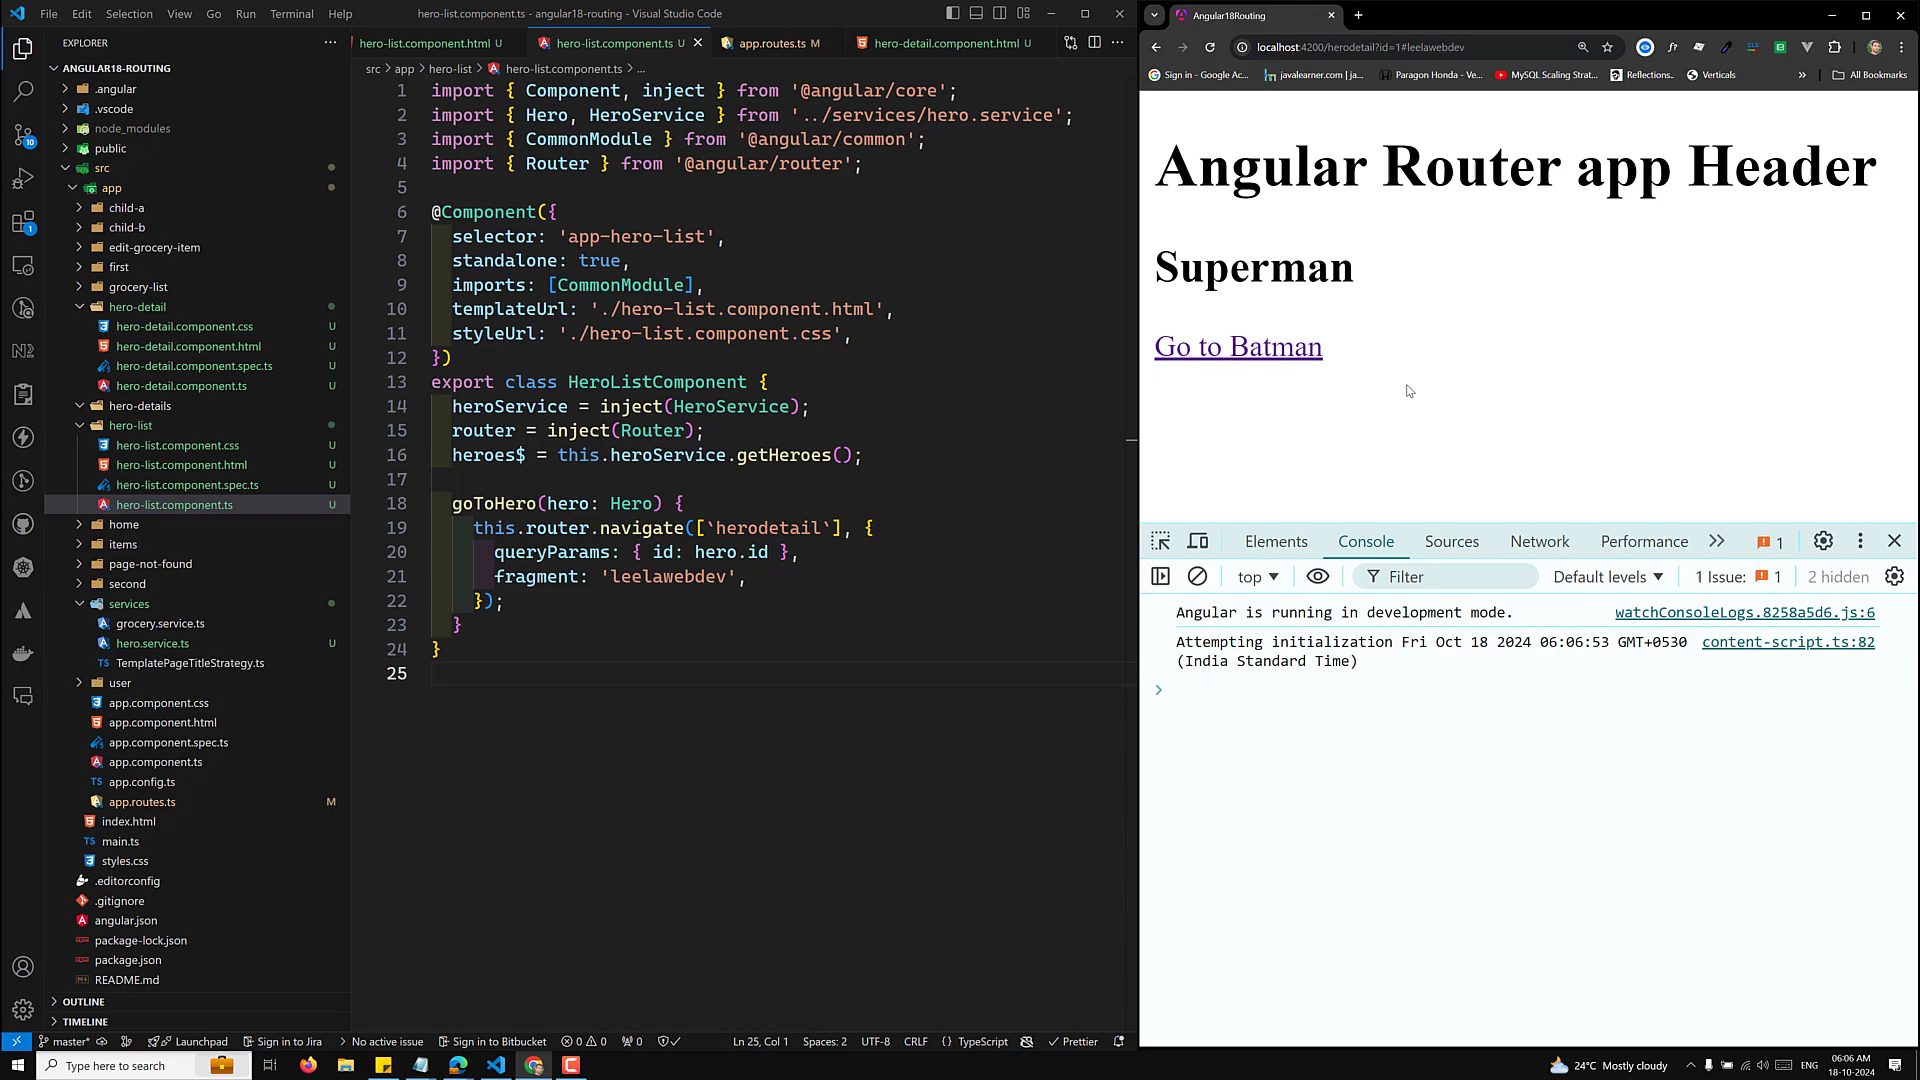 File Edit Selection View Go Run Terminal Help
hero-list.component.ts - angular18-routing - Visual Studio Code
EXPLORER
ANGULAR18-ROUTING
.angular
.vscode
node_modules
public
src
app
child-a
child-b
edit-grocery-item
first
grocery-list
hero-detail
hero-detail.component.css U
hero-detail.component.html U
hero-detail.component.spec.ts U
hero-detail.component.ts U
hero-details
hero-list
hero-list.component.css U
hero-list.component.html U
hero-list.component.spec.ts U
hero-list.component.ts U
home
items
page-not-found
second
services
grocery.service.ts
hero.service.ts U
TS TemplatePageTitleStrategy.ts
user
app.component.css
app.component.html
app.component.spec.ts
app.component.ts
TS app.config.ts
app.routes.ts M
index.html
TS main.ts
styles.css
.editorconfig
.gitignore
angular.json
package-lock.json
package.json
README.md
OUTLINE
TIMELINE
10
1
hero-list.component.html U hero-list.component.ts U app.routes.ts M hero-detail.component.html U
src > app > hero-list > hero-list.component.ts > ...
1 import { Component, inject } from '@angular/core';
2 import { Hero, HeroService } from '../services/hero.service';
3 import { CommonModule } from '@angular/common';
4 import { Router } from '@angular/router';
5
6 @Component({
7 selector: 'app-hero-list',
8 standalone: true,
9 imports: [CommonModule],
10 templateUrl: './hero-list.component.html',
11 styleUrl: './hero-list.component.css',
12 })
13 export class HeroListComponent {
14 heroService = inject(HeroService);
15 router = inject(Router);
16 heroes$ = this.heroService.getHeroes();
17
18 goToHero(hero: Hero) {
19 this.router.navigate([`herodetail`], {
20 queryParams: { id: hero.id },
21 fragment: 'leelawebdev',
22 });
23 }
24 }
25
master* Launchpad Sign in to Jira No active issue Sign in to Bitbucket 0 0 0 Ln 25, Col 1 Spaces: 2 UTF-8 CRLF {} TypeScript Prettier
Angular18Routing
localhost:4200/herodetail?id=1#leelawebdev
Sign in - Google Ac... javalearner.com | ja... Paragon Honda - Ve... MySQL Scaling Strat... Reflections.. Verticals » All Bookmarks
Angular Router app Header
Superman
Go to Batman
Elements Console Sources Network Performance » 1
top Filter Default levels 1 Issue: 1 2 hidden
Angular is running in development mode. watchConsoleLogs.8258a5d6.js:6
Attempting initialization Fri Oct 18 2024 06:06:53 GMT+0530 content-script.ts:82
(India Standard Time)
Type here to search
24°C Mostly cloudy ENG 06:06 AM
18-10-2024